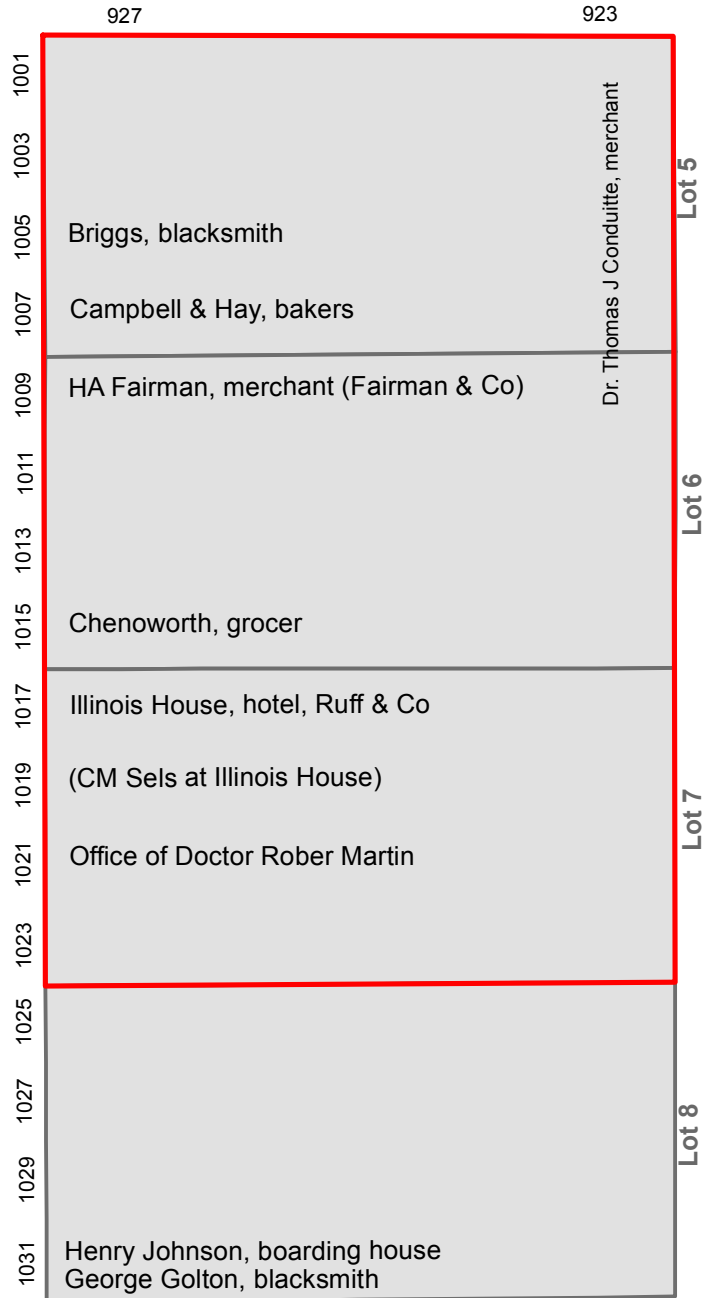 927
923
1001
1003
1005
1007
1009
1011
1013
1015
1017
1019
1021
1023
1025
1027
1029
1031
Briggs, blacksmith
Campbell & Hay, bakers
Dr. Thomas J Conduitte, merchant
Lot 5
HA Fairman, merchant (Fairman & Co)
Chenoworth, grocer
Lot 6
Illinois House, hotel, Ruff & Co
(CM Sels at Illinois House)
Office of Doctor Rober Martin
Lot 7
Lot 8
Henry Johnson, boarding house
George Golton, blacksmith